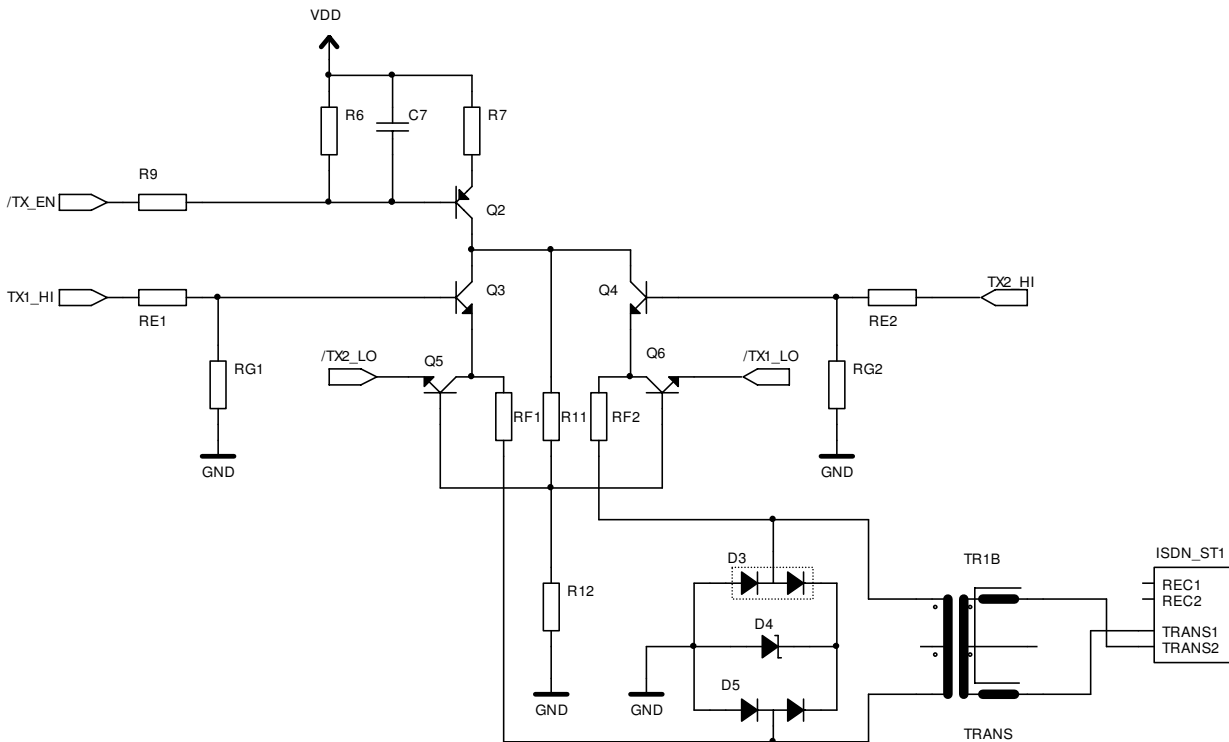 VDD
R6
C7
R7
R9
/TX_EN
Q2
TX1_HI
RE1
Q3
Q4
TX2_HI
RE2
/TX2_LO
Q5
Q6
/TX1_LO
RG1
RG2
RF1
R11
RF2
GND
GND
R12
D3
D4
D5
GND
GND
TR1B
TRANS
ISDN_ST1
REC1
REC2
TRANS1
TRANS2